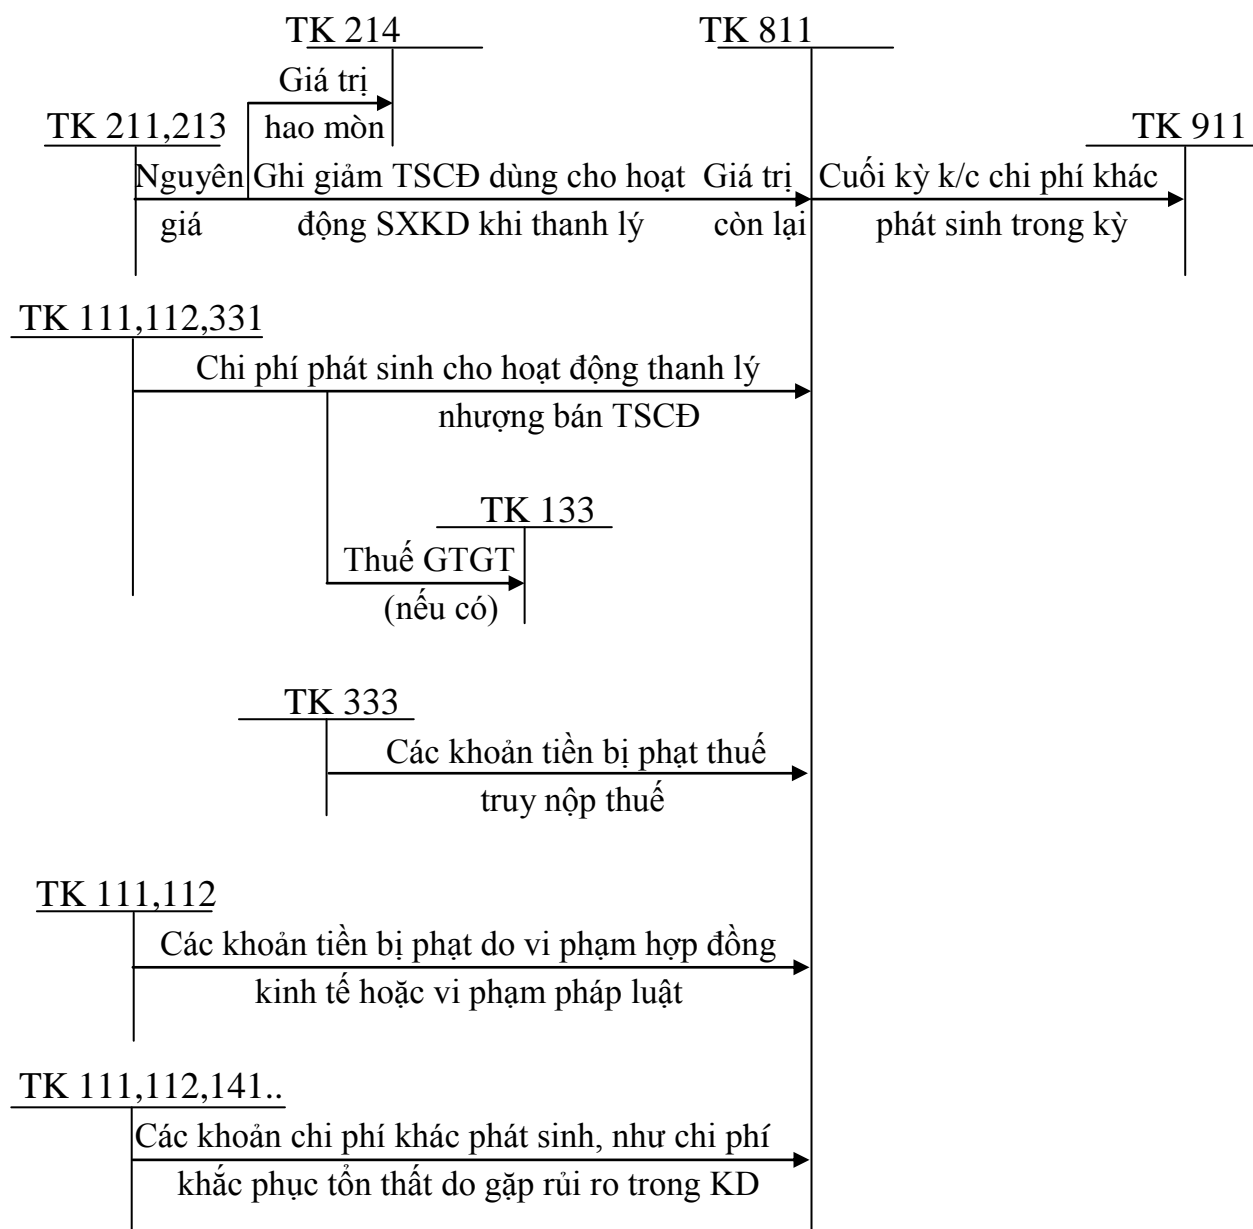 TK 214
TK 811
Giá trị
hao mòn
TK 211,213
TK 911
Nguyên
giá
Ghi giảm TSCĐ dùng cho hoạt
động SXKD khi thanh lý
Giá trị
còn lại
Cuối kỳ k/c chi phí khác
phát sinh trong kỳ
TK 111,112,331
Chi phí phát sinh cho hoạt động thanh lý
nhượng bán TSCĐ
TK 133
Thuế GTGT
(nếu có)
TK 333
Các khoản tiền bị phạt thuế
truy nộp thuế
TK 111,112
Các khoản tiền bị phạt do vi phạm hợp đồng
kinh tế hoặc vi phạm pháp luật
TK 111,112,141..
Các khoản chi phí khác phát sinh, như chi phí
khắc phục tổn thất do gặp rủi ro trong KD